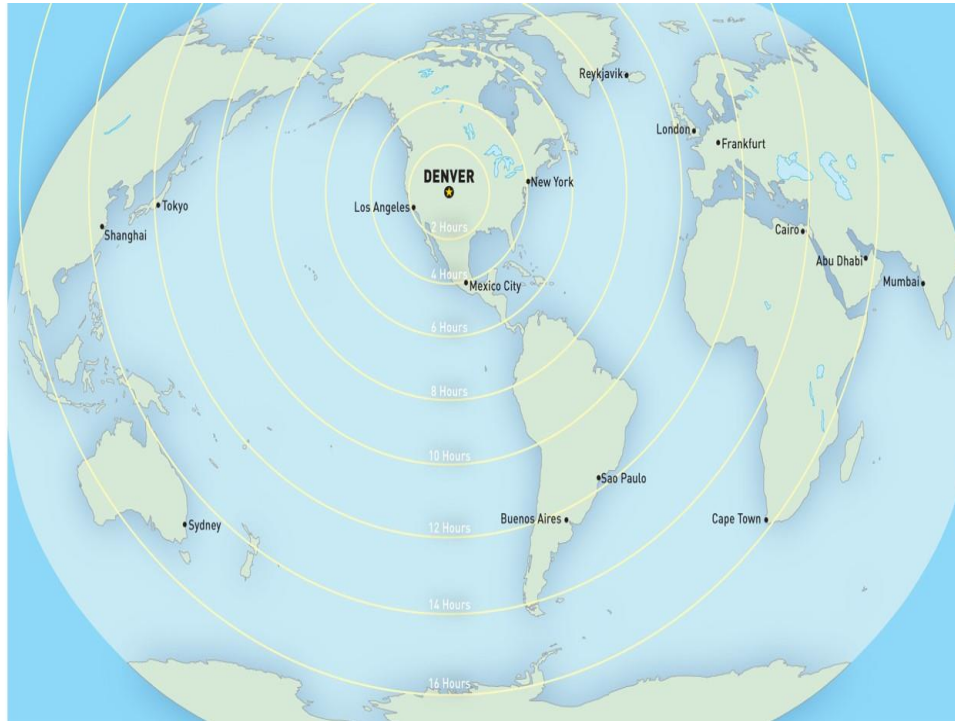 Reykjavik
London
Frankfurt
DENVER
New York
Los Angeles
Tokyo
Shanghai
2 Hours
Cairo
Abu Dhabi
4 Hours
Mexico City
Mumbai
6 Hours
8 Hours
10 Hours
Sao Paulo
Buenos Aires
Cape Town
12 Hours
Sydney
14 Hours
16 Hours